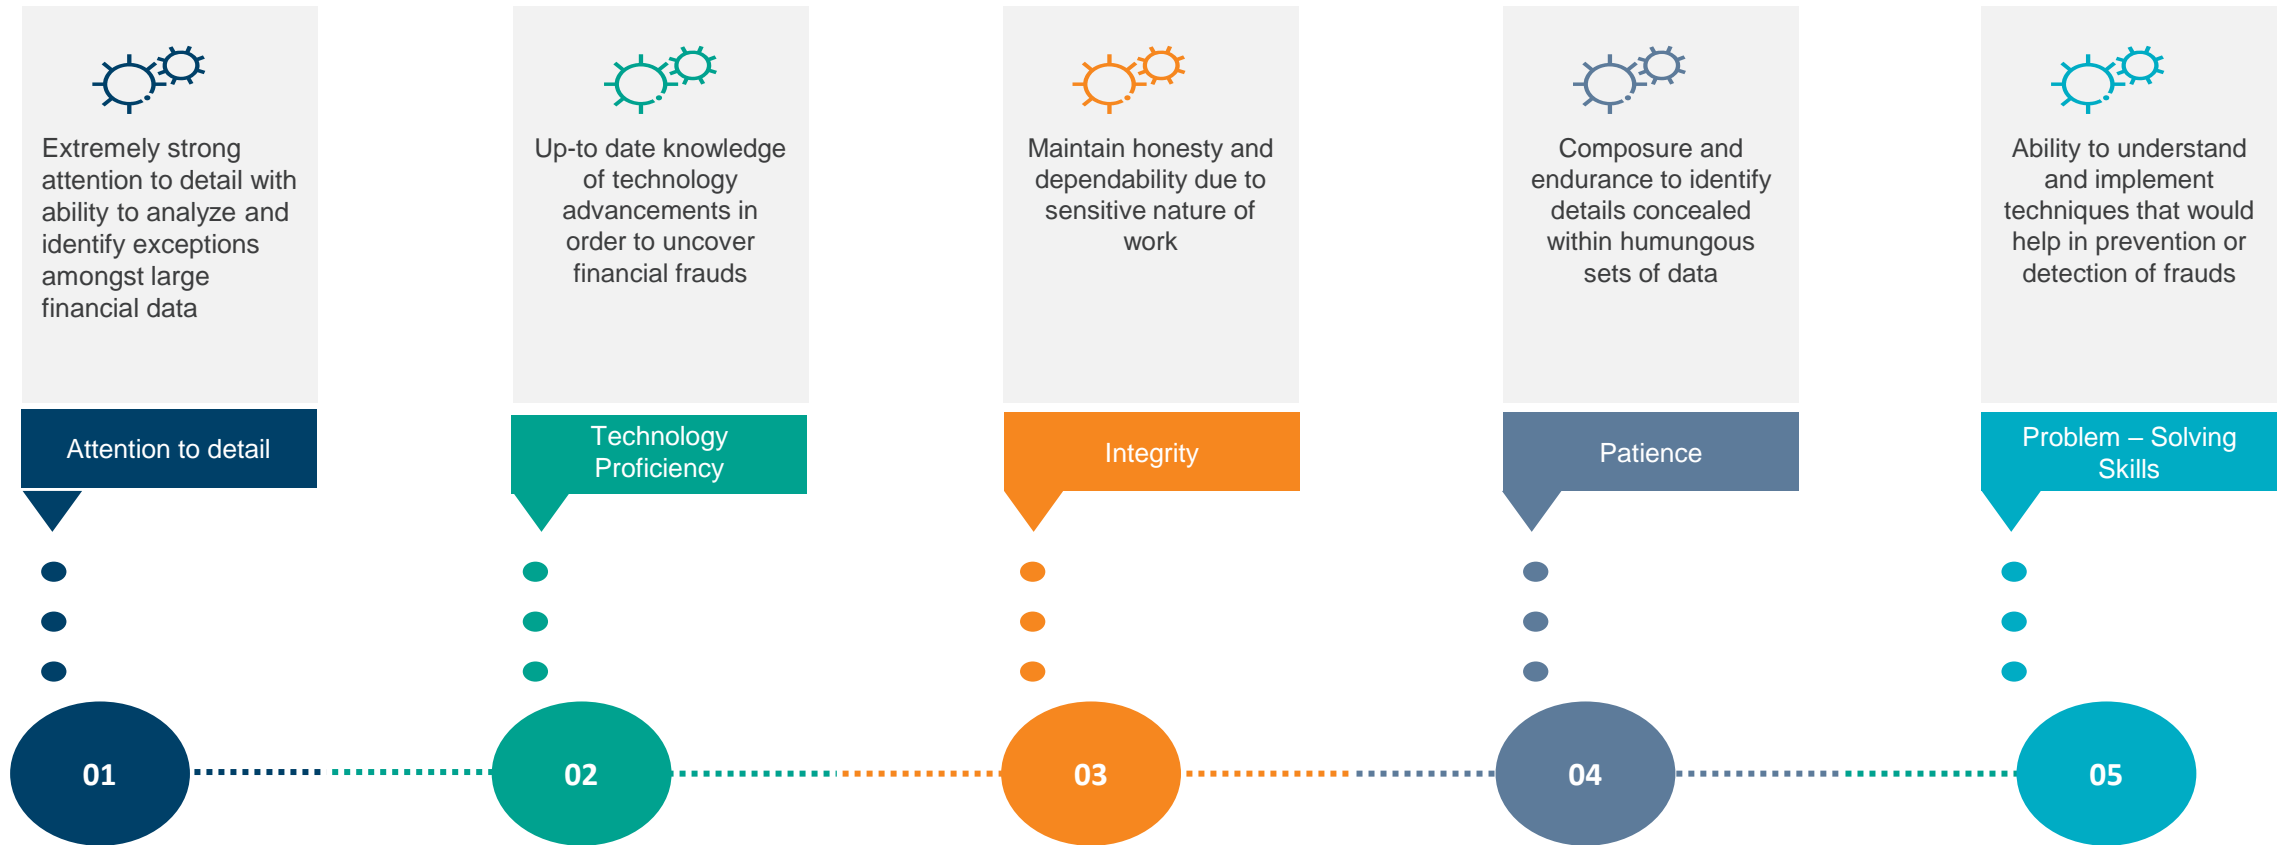 Extremely strong
attention to detail with
ability to analyze and
identify exceptions
amongst large
financial data
Attention to detail
01
Up-to date knowledge
of technology
advancements in
order to uncover
financial frauds
Technology
Proficiency
02
Maintain honesty and
dependability due to
sensitive nature of
work
Integrity
03
Composure and
endurance to identify
details concealed
within humungous
sets of data
Patience
04
Ability to understand
and implement
techniques that would
help in prevention or
detection of frauds
Problem – Solving
Skills
05